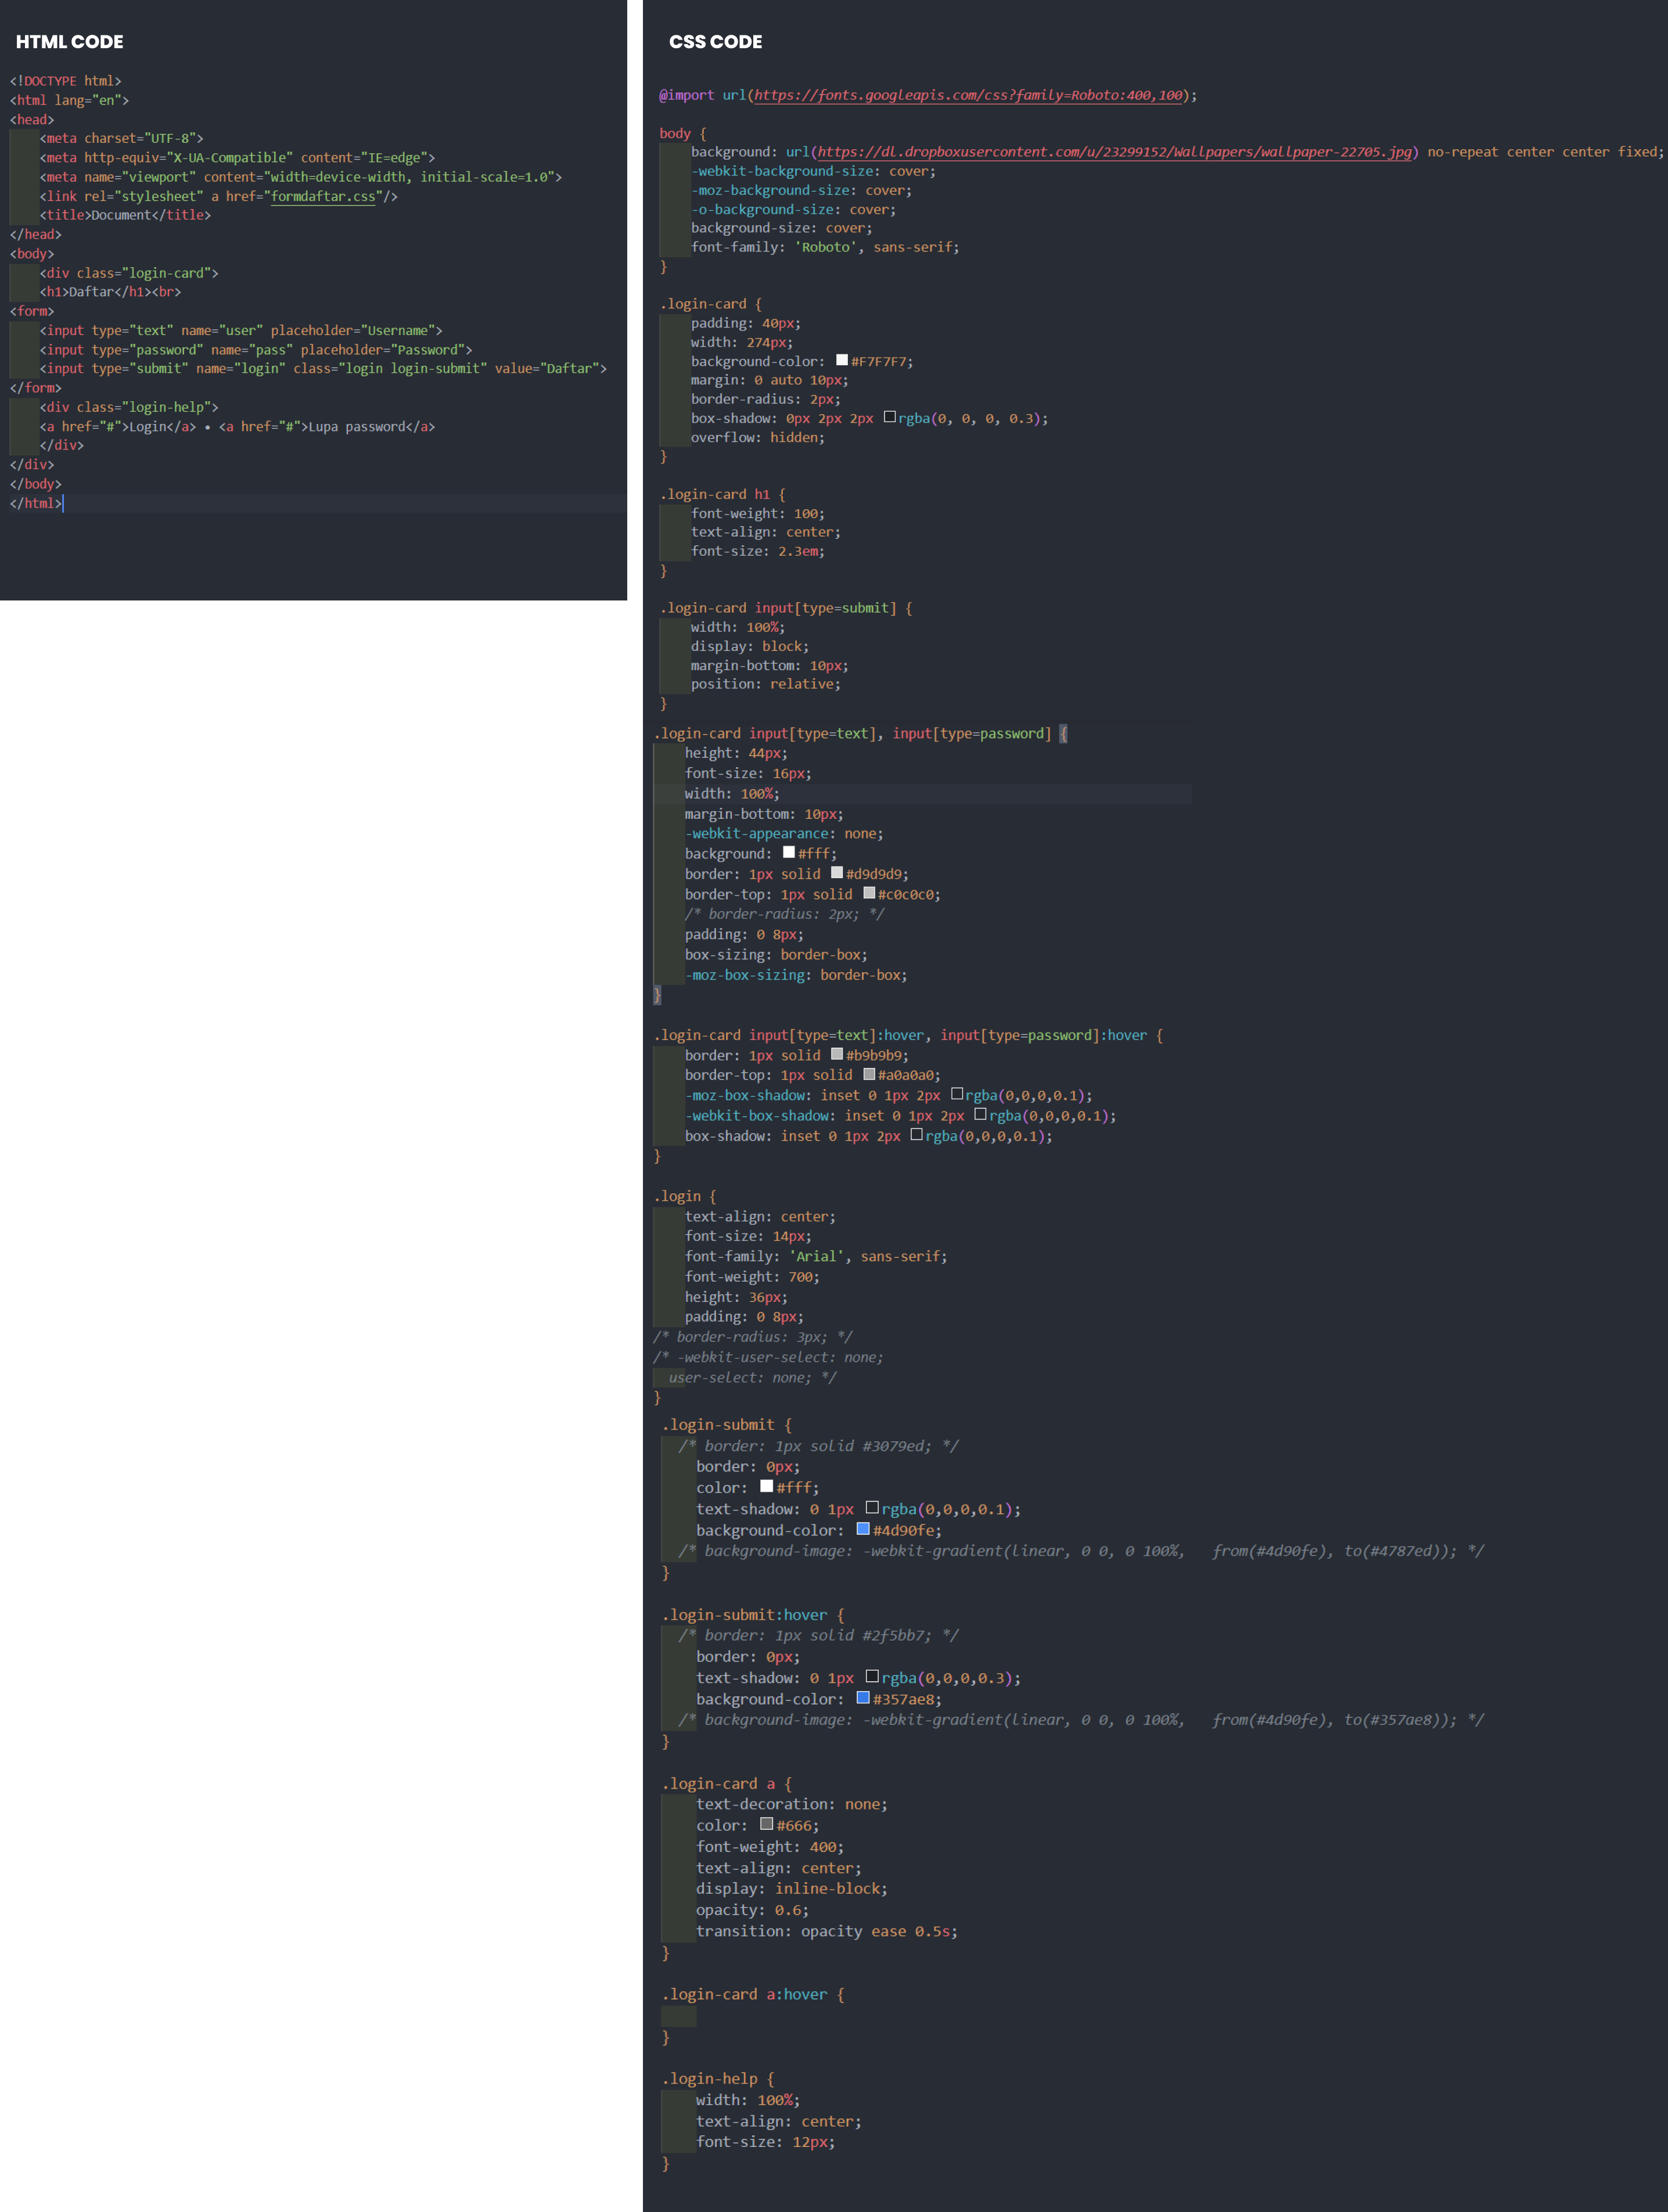 HTML CODE
<!DOCTYPE html>
<html lang="en">
<head>
    <meta charset="UTF-8">
    <meta http-equiv="X-UA-Compatible" content="IE=edge">
    <meta name="viewport" content="width=device-width, initial-scale=1.0">
    <link rel="stylesheet" a href="formdaftar.css"/>
    <title>Document</title>
</head>
<body>
    <div class="login-card">
    <h1>Daftar</h1><br>
<form>
    <input type="text" name="user" placeholder="Username">
    <input type="password" name="pass" placeholder="Password">
    <input type="submit" name="login" class="login login-submit" value="Daftar">
</form>
    <div class="login-help">
    <a href="#">Login</a> • <a href="#">Lupa password</a>
    </div>
</div>
</body>
</html>
CSS CODE
@import url(https://fonts.googleapis.com/css?family=Roboto:400,100);
body {
    background: url(https://dl.dropboxusercontent.com/u/23299152/Wallpapers/wallpaper-22705.jpg) no-repeat center center fixed;
    -webkit-background-size: cover;
    -moz-background-size: cover;
    -o-background-size: cover;
    background-size: cover;
    font-family: 'Roboto', sans-serif;
}
.login-card {
    padding: 40px;
    width: 274px;
    background-color: #F7F7F7;
    margin: 0 auto 10px;
    border-radius: 2px;
    box-shadow: 0px 2px 2px rgba(0, 0, 0, 0.3);
    overflow: hidden;
}
.login-card h1 {
    font-weight: 100;
    text-align: center;
    font-size: 2.3em;
}
.login-card input[type=submit] {
    width: 100%;
    display: block;
    margin-bottom: 10px;
    position: relative;
}
.login-card input[type=text], input[type=password] {
    height: 44px;
    font-size: 16px;
    width: 100%;
    margin-bottom: 10px;
    -webkit-appearance: none;
    background: #fff;
    border: 1px solid #d9d9d9;
    border-top: 1px solid #c0c0c0;
    /* border-radius: 2px; */
    padding: 0 8px;
    box-sizing: border-box;
    -moz-box-sizing: border-box;
}
.login-card input[type=text]:hover, input[type=password]:hover {
    border: 1px solid #b9b9b9;
    border-top: 1px solid #a0a0a0;
    -moz-box-shadow: inset 0 1px 2px rgba(0,0,0,0.1);
    -webkit-box-shadow: inset 0 1px 2px rgba(0,0,0,0.1);
    box-shadow: inset 0 1px 2px rgba(0,0,0,0.1);
}
.login {
    text-align: center;
    font-size: 14px;
    font-family: 'Arial', sans-serif;
    font-weight: 700;
    height: 36px;
    padding: 0 8px;
/* border-radius: 3px; */
/* -webkit-user-select: none;
  user-select: none; */
}
.login-submit {
  /* border: 1px solid #3079ed; */
    border: 0px;
    color: #fff;
    text-shadow: 0 1px rgba(0,0,0,0.1);
    background-color: #4d90fe;
  /* background-image: -webkit-gradient(linear, 0 0, 0 100%,   from(#4d90fe), to(#4787ed)); */
}
.login-submit:hover {
  /* border: 1px solid #2f5bb7; */
    border: 0px;
    text-shadow: 0 1px rgba(0,0,0,0.3);
    background-color: #357ae8;
  /* background-image: -webkit-gradient(linear, 0 0, 0 100%,   from(#4d90fe), to(#357ae8)); */
}
.login-card a {
    text-decoration: none;
    color: #666;
    font-weight: 400;
    text-align: center;
    display: inline-block;
    opacity: 0.6;
    transition: opacity ease 0.5s;
}
.login-card a:hover {
}
.login-help {
    width: 100%;
    text-align: center;
    font-size: 12px;
}